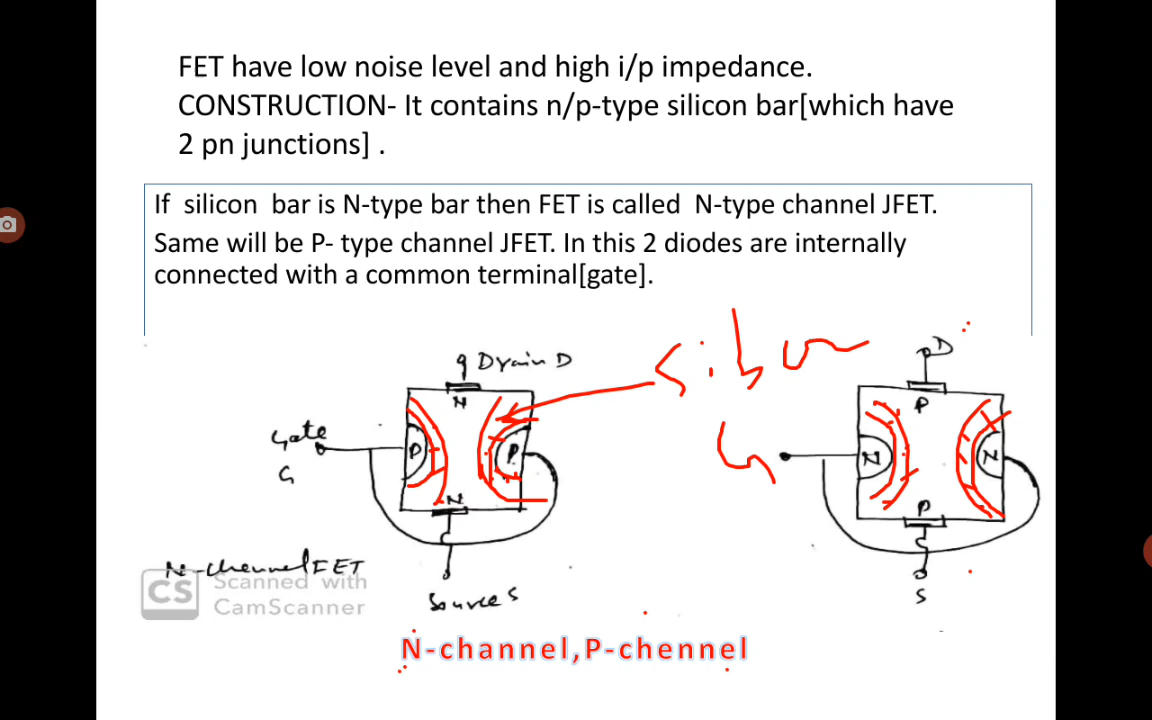 FET have low noise level and high i/p impedance.
CONSTRUCTION- It contains n/p-type silicon bar[which have
2 pn junctions] .
If silicon bar is N-type bar then FET is called N-type channel JFET.
Same will be P- type channel JFET. In this 2 diodes are internally
connected with a common terminal[gate].
Drain D
D
N
P
Gate
G
P
P
G
N
N
N
P
N-channel FET
CS Scanned with
CamScanner
Source S
S
N-channel,P-chennel